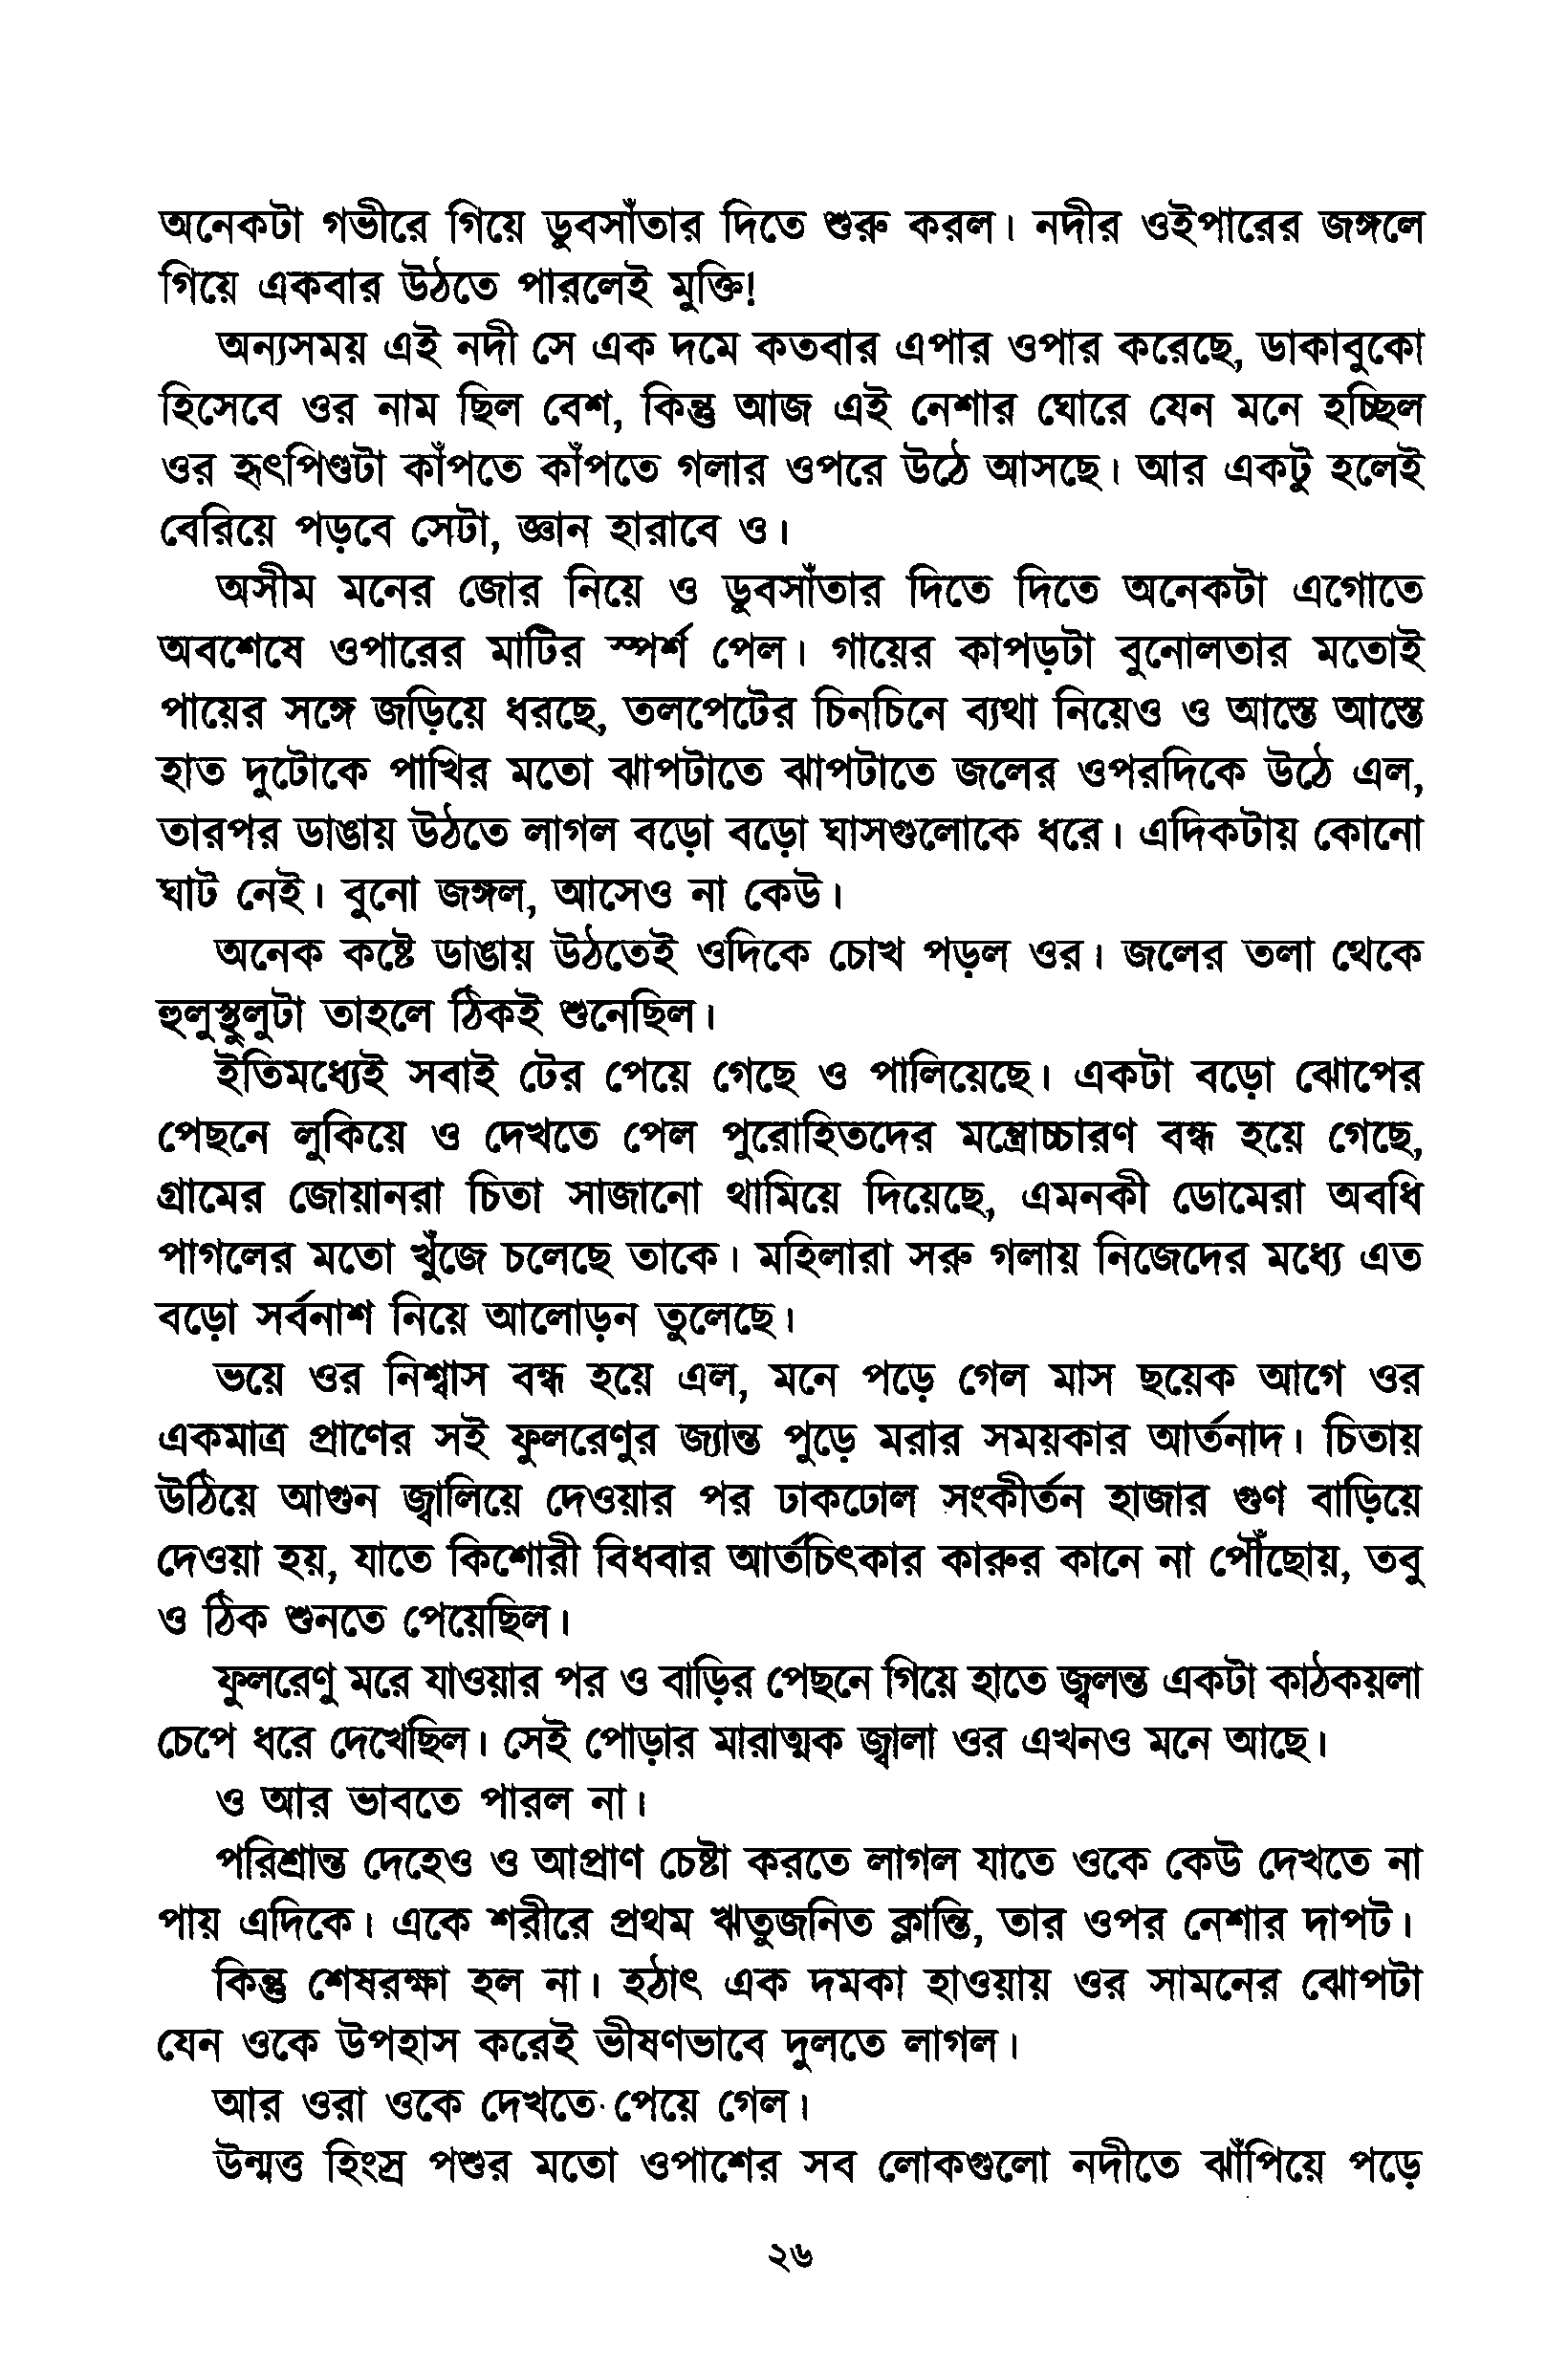 অনেকটা গভীরে গিয়ে ডুবসাঁতার দিতে শুরু করল। নদীর ওইপারের জঙ্গলে
গিয়ে একবার উঠতে পারলেই মুক্তি!
অন্যসময় এই নদী সে এক দমে কতবার এপার ওপার করেছে, ডাকাবুকো
হিসেবে ওর নাম ছিল বেশ, কিন্তু আজ এই নেশার ঘোরে যেন মনে হচ্ছিল
ওর হৃৎপিণ্ডটা কাঁপতে কাঁপতে গলার ওপরে উঠে আসছে। আর একটু হলেই
বেরিয়ে পড়বে সেটা, জ্ঞান হারাবে ও।
অসীম মনের জোর নিয়ে ও ডুবসাঁতার দিতে দিতে অনেকটা এগোতে
অবশেষে ওপারের মাটির স্পর্শ পেল। গায়ের কাপড়টা বুনোলতার মতোই
পায়ের সঙ্গে জড়িয়ে ধরছে, তলপেটের চিনচিনে ব্যথা নিয়েও ও আস্তে আস্তে
হাত দুটোকে পাখির মতো ঝাপটাতে ঝাপটাতে জলের ওপরদিকে উঠে এল,
তারপর ডাঙায় উঠতে লাগল বড়ো বড়ো ঘাসগুলোকে ধরে। এদিকটায় কোনো
ঘাট নেই। বুনো জঙ্গল, আসেও না কেউ।
অনেক কষ্টে ডাঙায় উঠতেই ওদিকে চোখ পড়ল ওর। জলের তলা থেকে
হুলুস্থুলুটা তাহলে ঠিকই শুনেছিল।
ইতিমধ্যেই সবাই টের পেয়ে গেছে ও পালিয়েছে। একটা বড়ো ঝোপের
পেছনে লুকিয়ে ও দেখতে পেল পুরোহিতদের মন্ত্রোচ্চারণ বন্ধ হয়ে গেছে,
গ্রামের জোয়ানরা চিতা সাজানো থামিয়ে দিয়েছে, এমনকী ডোমেরা অবধি
পাগলের মতো খুঁজে চলেছে তাকে। মহিলারা সরু গলায় নিজেদের মধ্যে এত
বড়ো সর্বনাশ নিয়ে আলোড়ন তুলেছে।
ভয়ে ওর নিশ্বাস বন্ধ হয়ে এল, মনে পড়ে গেল মাস ছয়েক আগে ওর
একমাত্র প্রাণের সই ফুলরেণুর জ্যান্ত পুড়ে মরার সময়কার আর্তনাদ। চিতায়
উঠিয়ে আগুন জ্বালিয়ে দেওয়ার পর ঢাকঢোল সংকীর্তন হাজার গুণ বাড়িয়ে
দেওয়া হয়, যাতে কিশোরী বিধবার আর্তচিৎকার কারুর কানে না পৌঁছোয়, তবু
ও ঠিক শুনতে পেয়েছিল।
ফুলরেণু মরে যাওয়ার পর ও বাড়ির পেছনে গিয়ে হাতে জ্বলন্ত একটা কাঠকয়লা
চেপে ধরে দেখেছিল। সেই পোড়ার মারাত্মক জ্বালা ওর এখনও মনে আছে।
ও আর ভাবতে পারল না।
পরিশ্রান্ত দেহেও ও আপ্রাণ চেষ্টা করতে লাগল যাতে ওকে কেউ দেখতে না
পায় এদিকে। একে শরীরে প্রথম ঋতুজনিত ক্লান্তি, তার ওপর নেশার দাপট।
কিন্তু শেষরক্ষা হল না। হঠাৎ এক দমকা হাওয়ায় ওর সামনের ঝোপটা
যেন ওকে উপহাস করেই ভীষণভাবে দুলতে লাগল।
আর ওরা ওকে দেখতে পেয়ে গেল।
উন্মত্ত হিংস্র পশুর মতো ওপাশের সব লোকগুলো নদীতে ঝাঁপিয়ে পড়ে
২৬